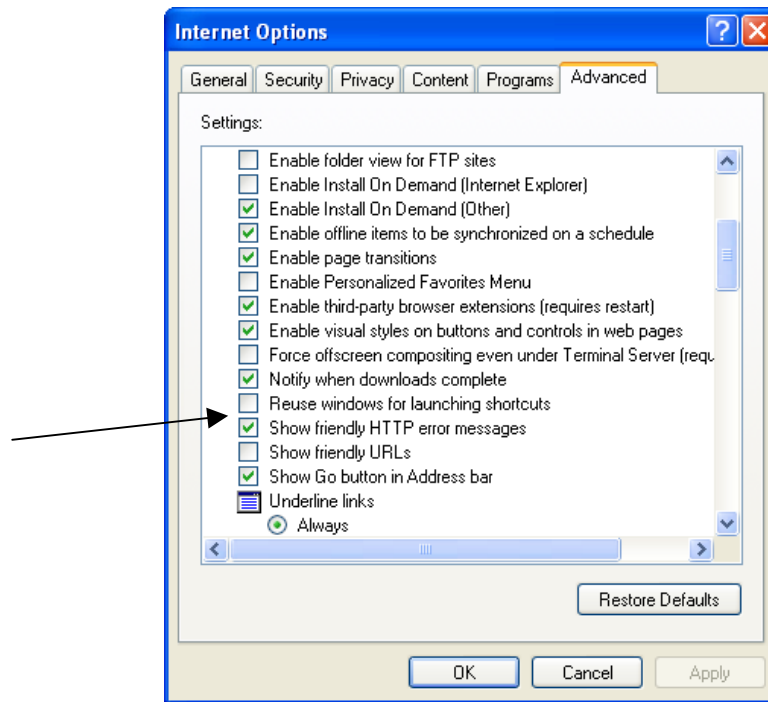 Internet Options
General Security Privacy Content Programs Advanced
Settings:
Enable folder view for FTP sites
Enable Install On Demand (Internet Explorer)
Enable Install On Demand (Other)
Enable offline items to be synchronized on a schedule
Enable page transitions
Enable Personalized Favorites Menu
Enable third-party browser extensions (requires restart)
Enable visual styles on buttons and controls in web pages
Force offscreen compositing even under Terminal Server (requ
Notify when downloads complete
Reuse windows for launching shortcuts
Show friendly HTTP error messages
Show friendly URLs
Show Go button in Address bar
Underline links
Always
Restore Defaults
OK Cancel Apply